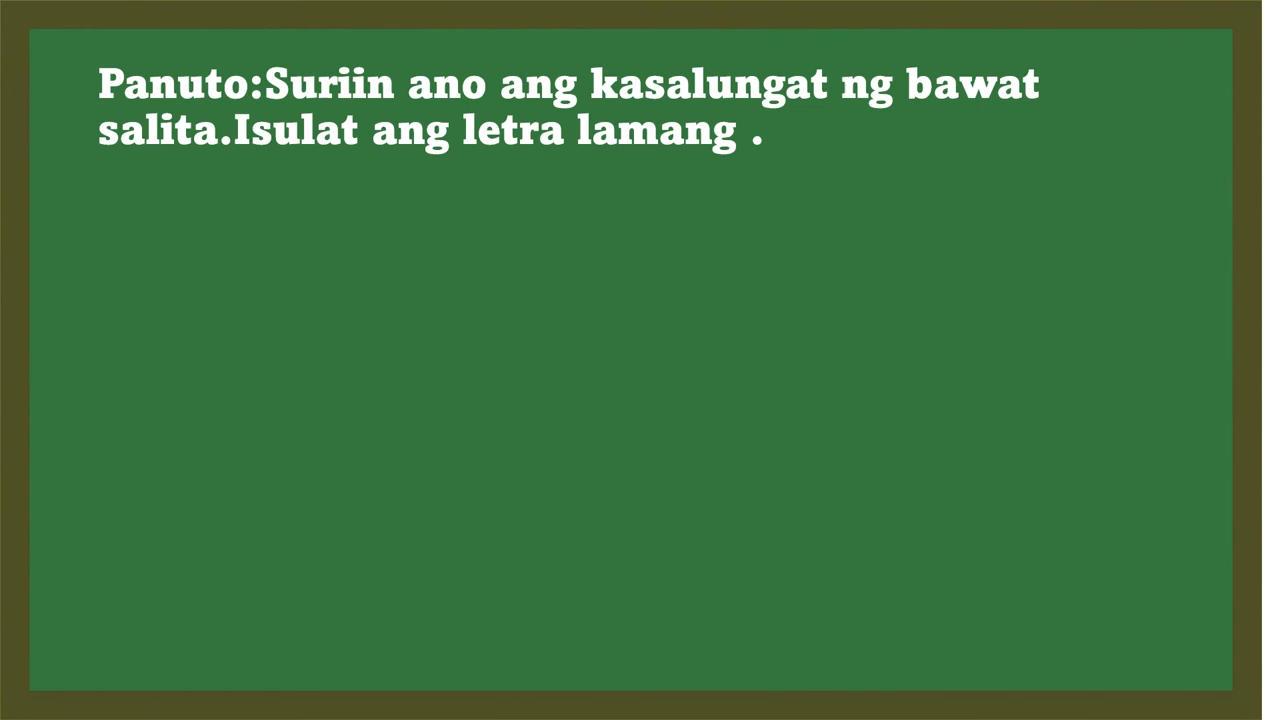 Panuto:Suriin ano ang kasalungat ng bawat
salita.Isulat ang letra lamang .